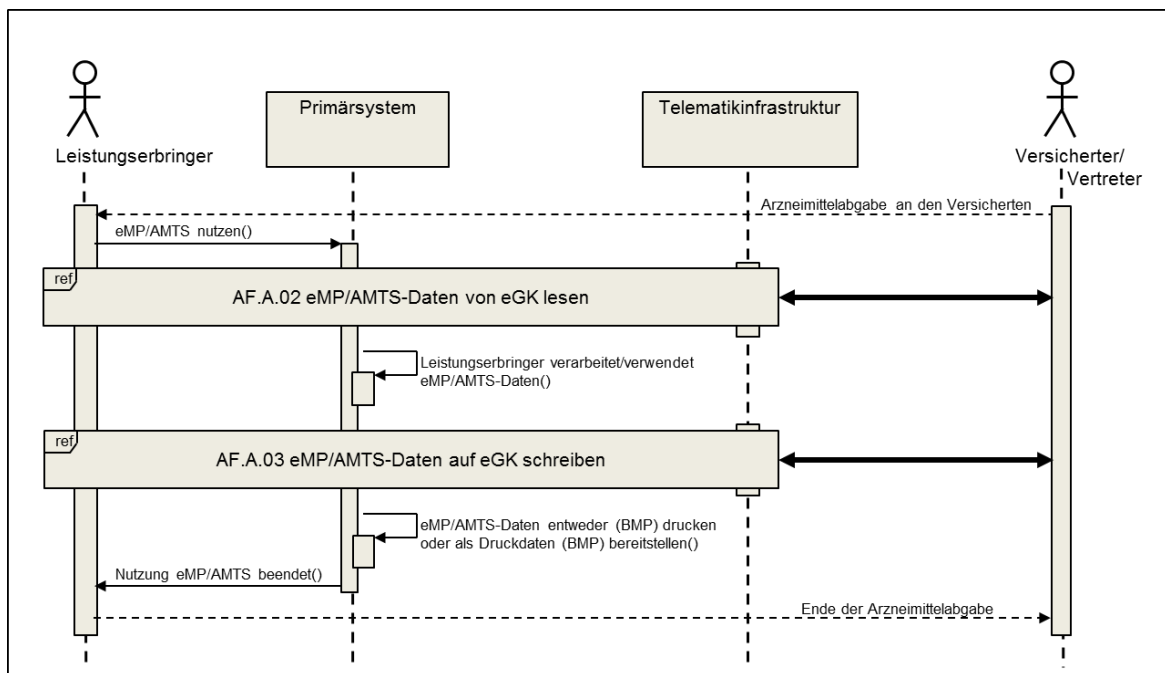 Leistungserbringer
Primärsystem
Telematikinfrastruktur
Versicherter/
Vertreter
Arzneimittelabgabe an den Versicherten
eMP/AMTS nutzen()
ref
AF.A.02 eMP/AMTS-Daten von eGK lesen
Leistungserbringer verarbeitet/verwendet
eMP/AMTS-Daten()
ref
AF.A.03 eMP/AMTS-Daten auf eGK schreiben
eMP/AMTS-Daten entweder (BMP) drucken
oder als Druckdaten (BMP) bereitstellen()
Nutzung eMP/AMTS beendet()
Ende der Arzneimittelabgabe